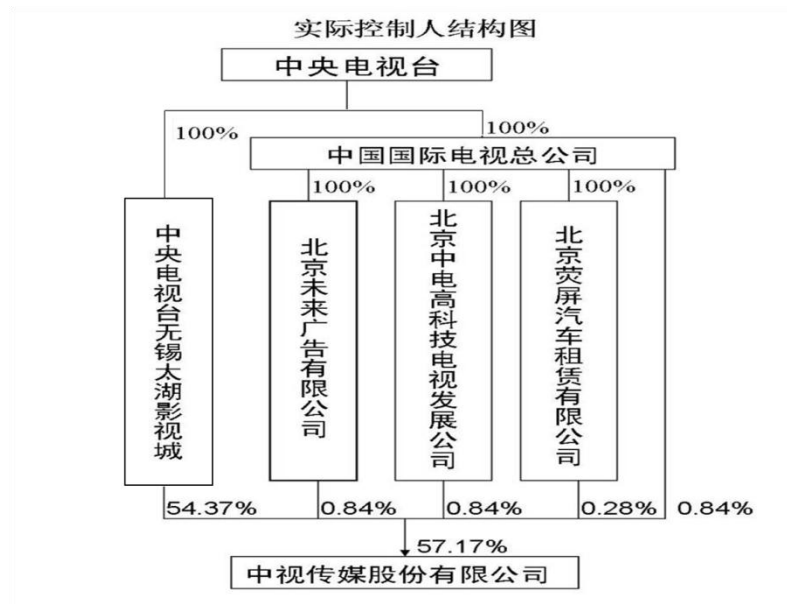 实际控制人结构图
中央电视台
100%
100%
中国国际电视总公司
100%
100%
100%
中央电视台无锡太湖影视城
北京未来广告有限公司
北京中电高科技电视发展公司
北京荧屏汽车租赁有限公司
54.37%
0.84%
0.84%
0.28%
0.84%
57.17%
中视传媒股份有限公司